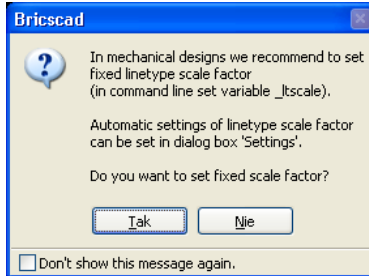 Bricscad
In mechanical designs we recommend to set
fixed linetype scale factor
(in command line set variable _ltscale).
Automatic settings of linetype scale factor
can be set in dialog box 'Settings'.
Do you want to set fixed scale factor?
Tak
Nie
Don't show this message again.